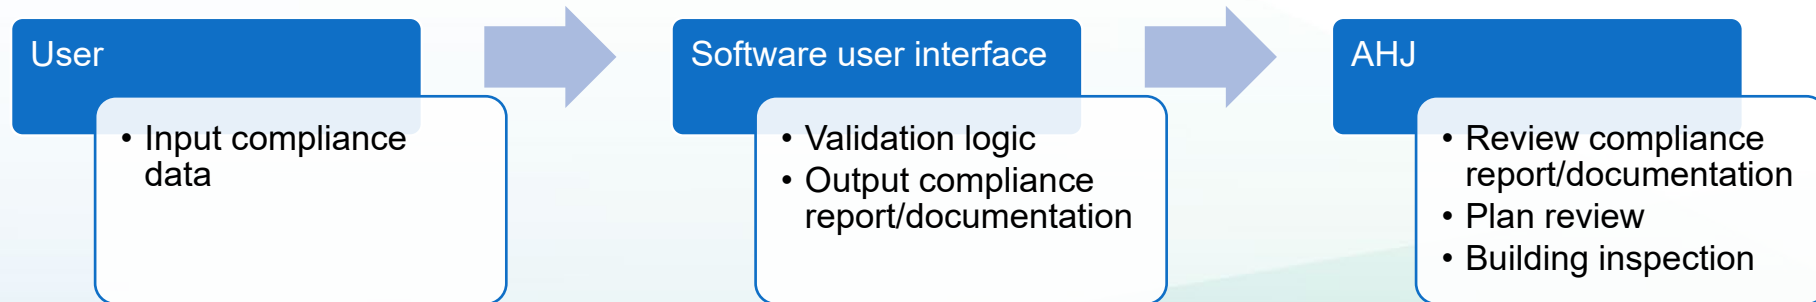 User
• Input compliance
data
Software user interface
• Validation logic
• Output compliance
report/documentation
AHJ
• Review compliance
report/documentation
• Plan review
• Building inspection